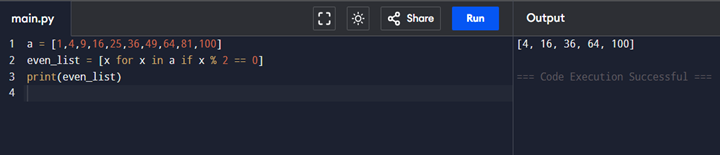 main.py
Share
Run
Output
1 a = [1,4,9,16,25,36,49,64,81,100]
2 even_list = [x for x in a if x % 2 == 0]
3 print(even_list)
4
[4, 16, 36, 64, 100]
=== Code Execution Successful ===